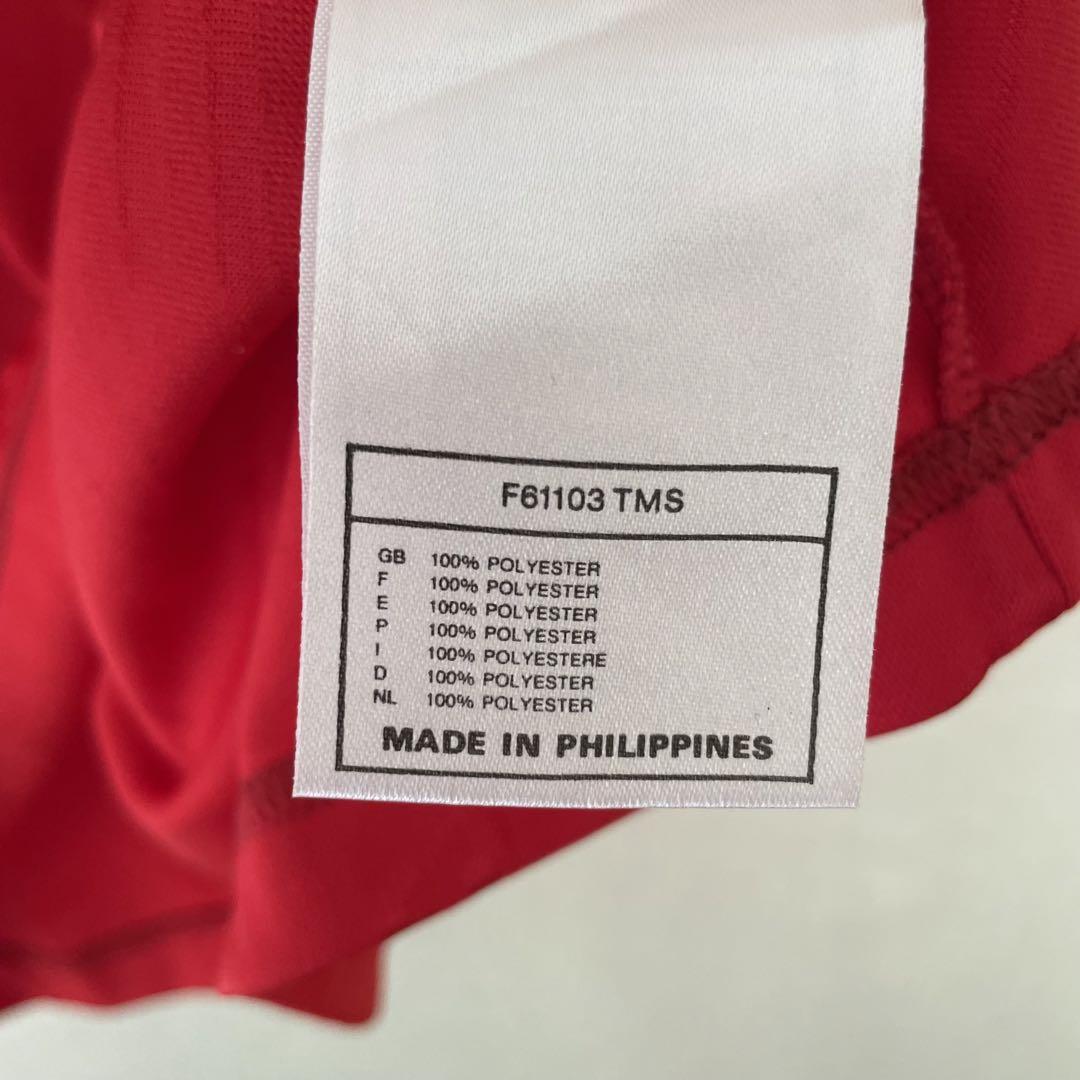 F61103 TMS
GB 100% POLYESTER
F 100% POLYESTER
E 100% POLYESTER
P 100% POLYESTER
I 100% POLYESTERE
D 100% POLYESTER
NL 100% POLYESTER
MADE IN PHILIPPINES